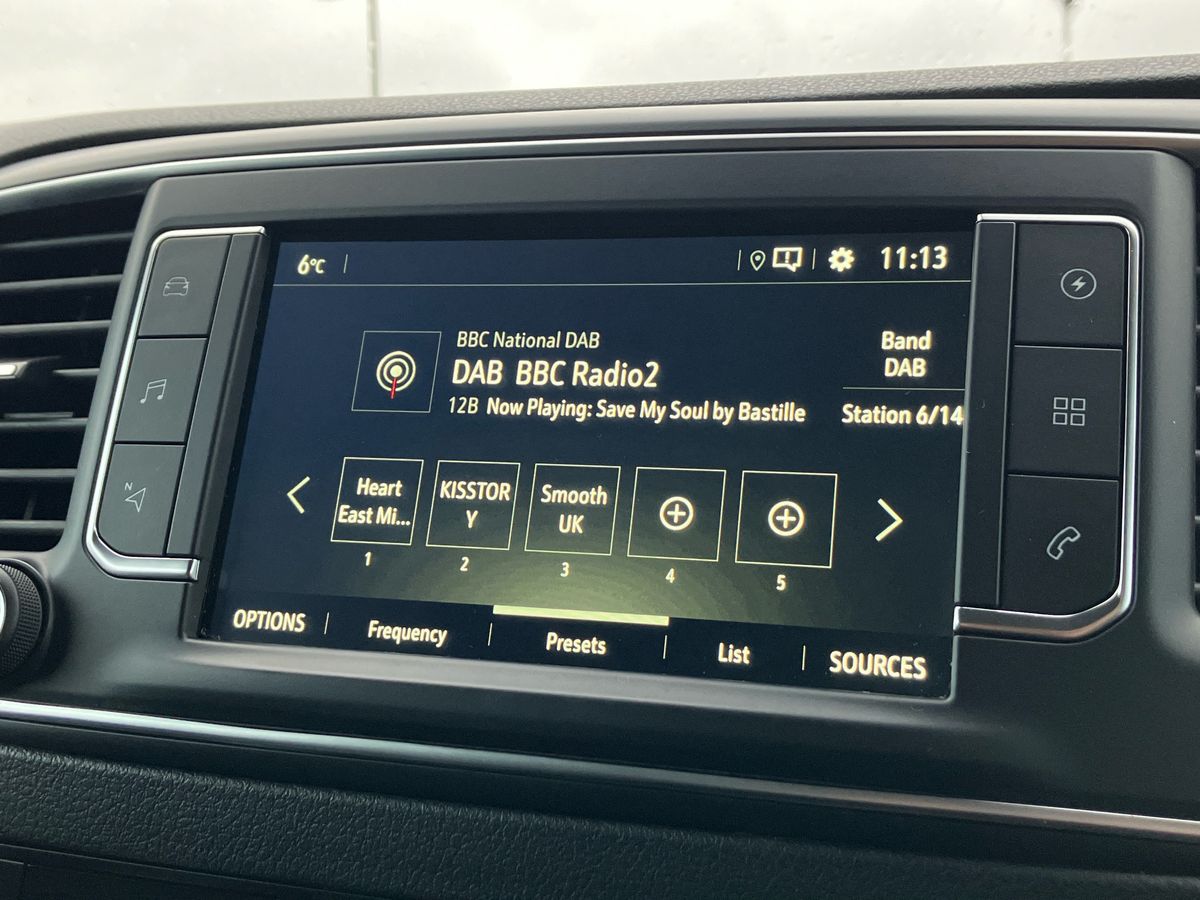 6°C
11:13
BBC National DAB
DAB BBC Radio2
12B Now Playing: Save My Soul by Bastille
Band
DAB
Station 6/14
Heart
East Mi...
1
KISSTOR
Y
2
Smooth
UK
3
4
5
OPTIONS
Frequency
Presets
List
SOURCES
N